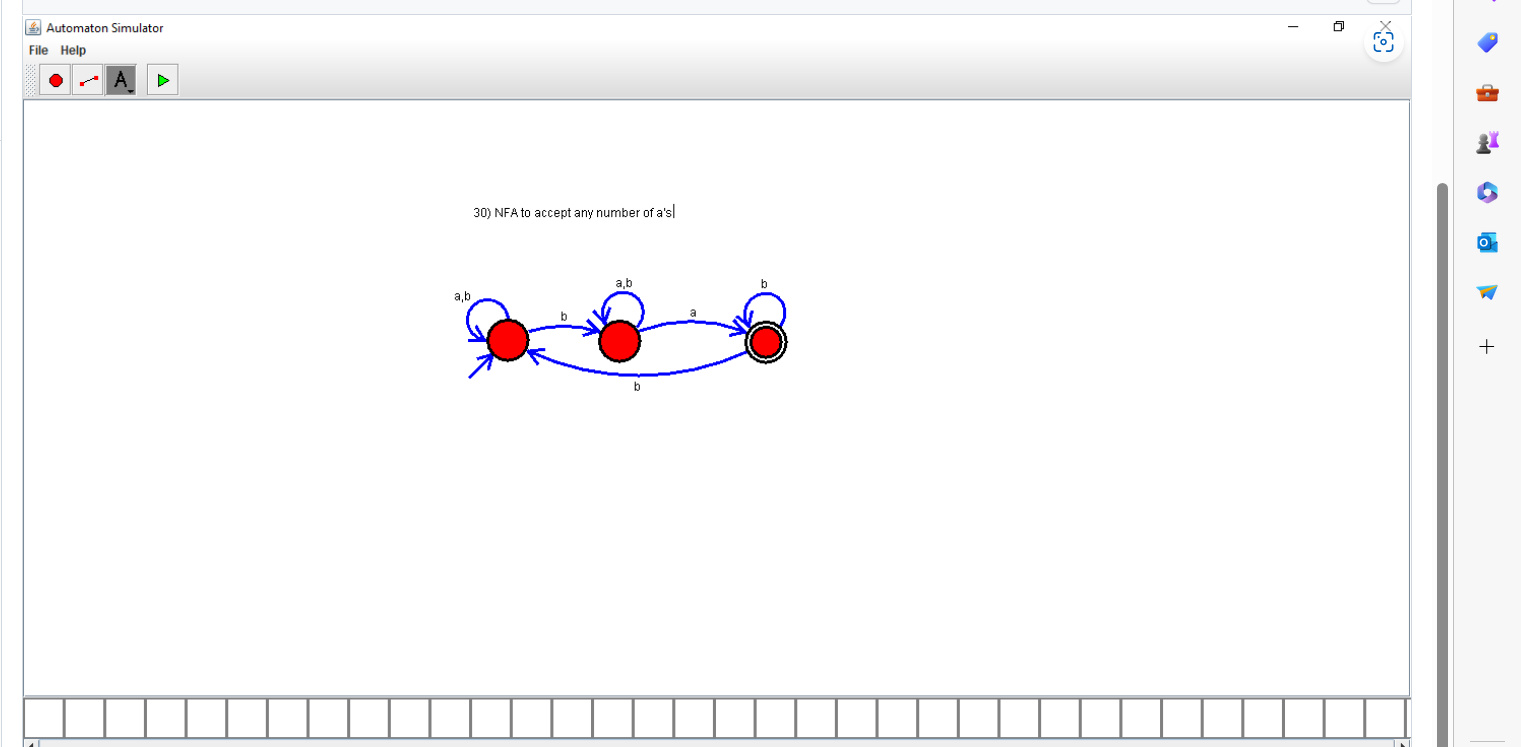 Automaton Simulator
File Help
A
30) NFA to accept any number of a's
a,b
a,b
b
b
a
b